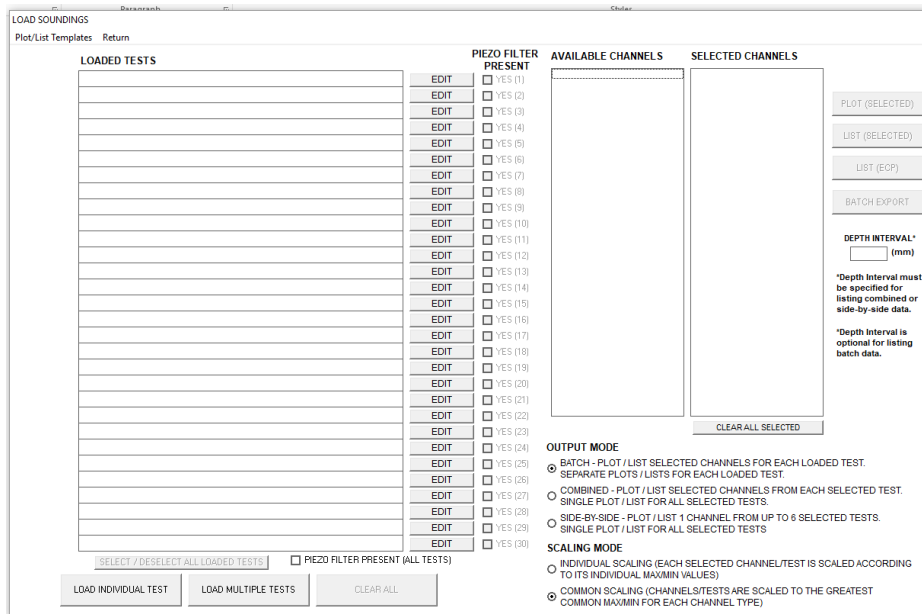 Paragraph
Styles
LOAD SOUNDINGS
Plot/List Templates Return
LOADED TESTS
PIEZO FILTER
PRESENT
AVAILABLE CHANNELS
SELECTED CHANNELS
EDIT YES (1)
EDIT YES (2)
EDIT YES (3)
EDIT YES (4)
EDIT YES (5)
EDIT YES (6)
EDIT YES (7)
EDIT YES (8)
EDIT YES (9)
EDIT YES (10)
EDIT YES (11)
EDIT YES (12)
EDIT YES (13)
EDIT YES (14)
EDIT YES (15)
EDIT YES (16)
EDIT YES (17)
EDIT YES (18)
EDIT YES (19)
EDIT YES (20)
EDIT YES (21)
EDIT YES (22)
EDIT YES (23)
EDIT YES (24)
EDIT YES (25)
EDIT YES (26)
EDIT YES (27)
EDIT YES (28)
EDIT YES (29)
EDIT YES (30)
SELECT / DESELECT ALL LOADED TESTS
PIEZO FILTER PRESENT (ALL TESTS)
LOAD INDIVIDUAL TEST
LOAD MULTIPLE TESTS
CLEAR ALL
PLOT (SELECTED)
LIST (SELECTED)
LIST (ECP)
BATCH EXPORT
DEPTH INTERVAL*
(mm)
*Depth Interval must
be specified for
listing combined or
side-by-side data.
*Depth Interval is
optional for listing
batch data.
CLEAR ALL SELECTED
OUTPUT MODE
BATCH - PLOT / LIST SELECTED CHANNELS FOR EACH LOADED TEST.
SEPARATE PLOTS / LISTS FOR EACH LOADED TEST.
COMBINED - PLOT / LIST SELECTED CHANNELS FROM EACH SELECTED TEST.
SINGLE PLOT / LIST FOR ALL SELECTED TESTS.
SIDE-BY-SIDE - PLOT / LIST 1 CHANNEL FROM UP TO 6 SELECTED TESTS.
SINGLE PLOT / LIST FOR ALL SELECTED TESTS
SCALING MODE
INDIVIDUAL SCALING (EACH SELECTED CHANNEL/TEST IS SCALED ACCORDING
TO ITS INDIVIDUAL MAX/MIN VALUES)
COMMON SCALING (CHANNELS/TESTS ARE SCALED TO THE GREATEST
COMMON MAX/MIN FOR EACH CHANNEL TYPE)